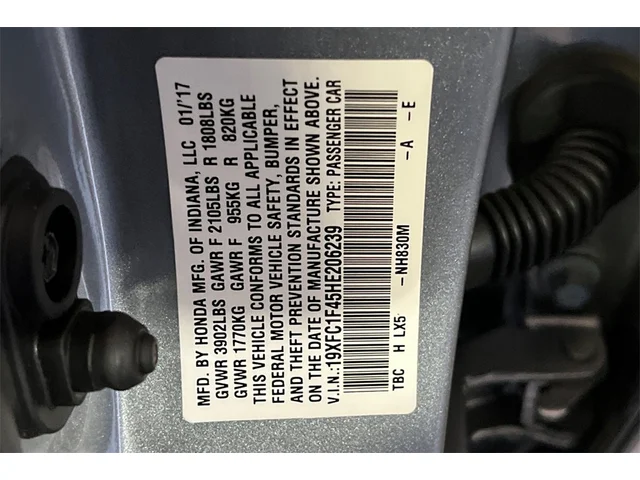 MFD. BY HONDA MFG. OF INDIANA, LLC 01/'17
GVWR 3902LBS GAWR F 2105LBS R 1808LBS
GVWR 1770KG GAWR F 955KG R 820KG
THIS VEHICLE CONFORMS TO ALL APPLICABLE
FEDERAL MOTOR VEHICLE SAFETY, BUMPER,
AND THEFT PREVENTION STANDARDS IN EFFECT
ON THE DATE OF MANUFACTURE SHOWN ABOVE.
V.I.N.:19XFC1F45HE206239 TYPE: PASSENGER CAR
TBC H LX5 -NH830M -A -E